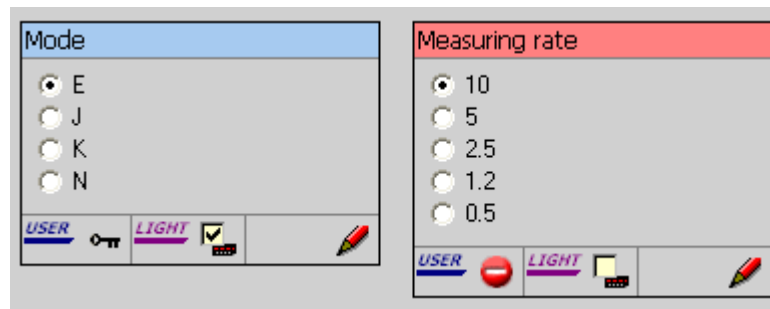 Mode
E
J
K
N
USER
LIGHT
Measuring rate
10
5
2.5
1.2
0.5
USER
LIGHT